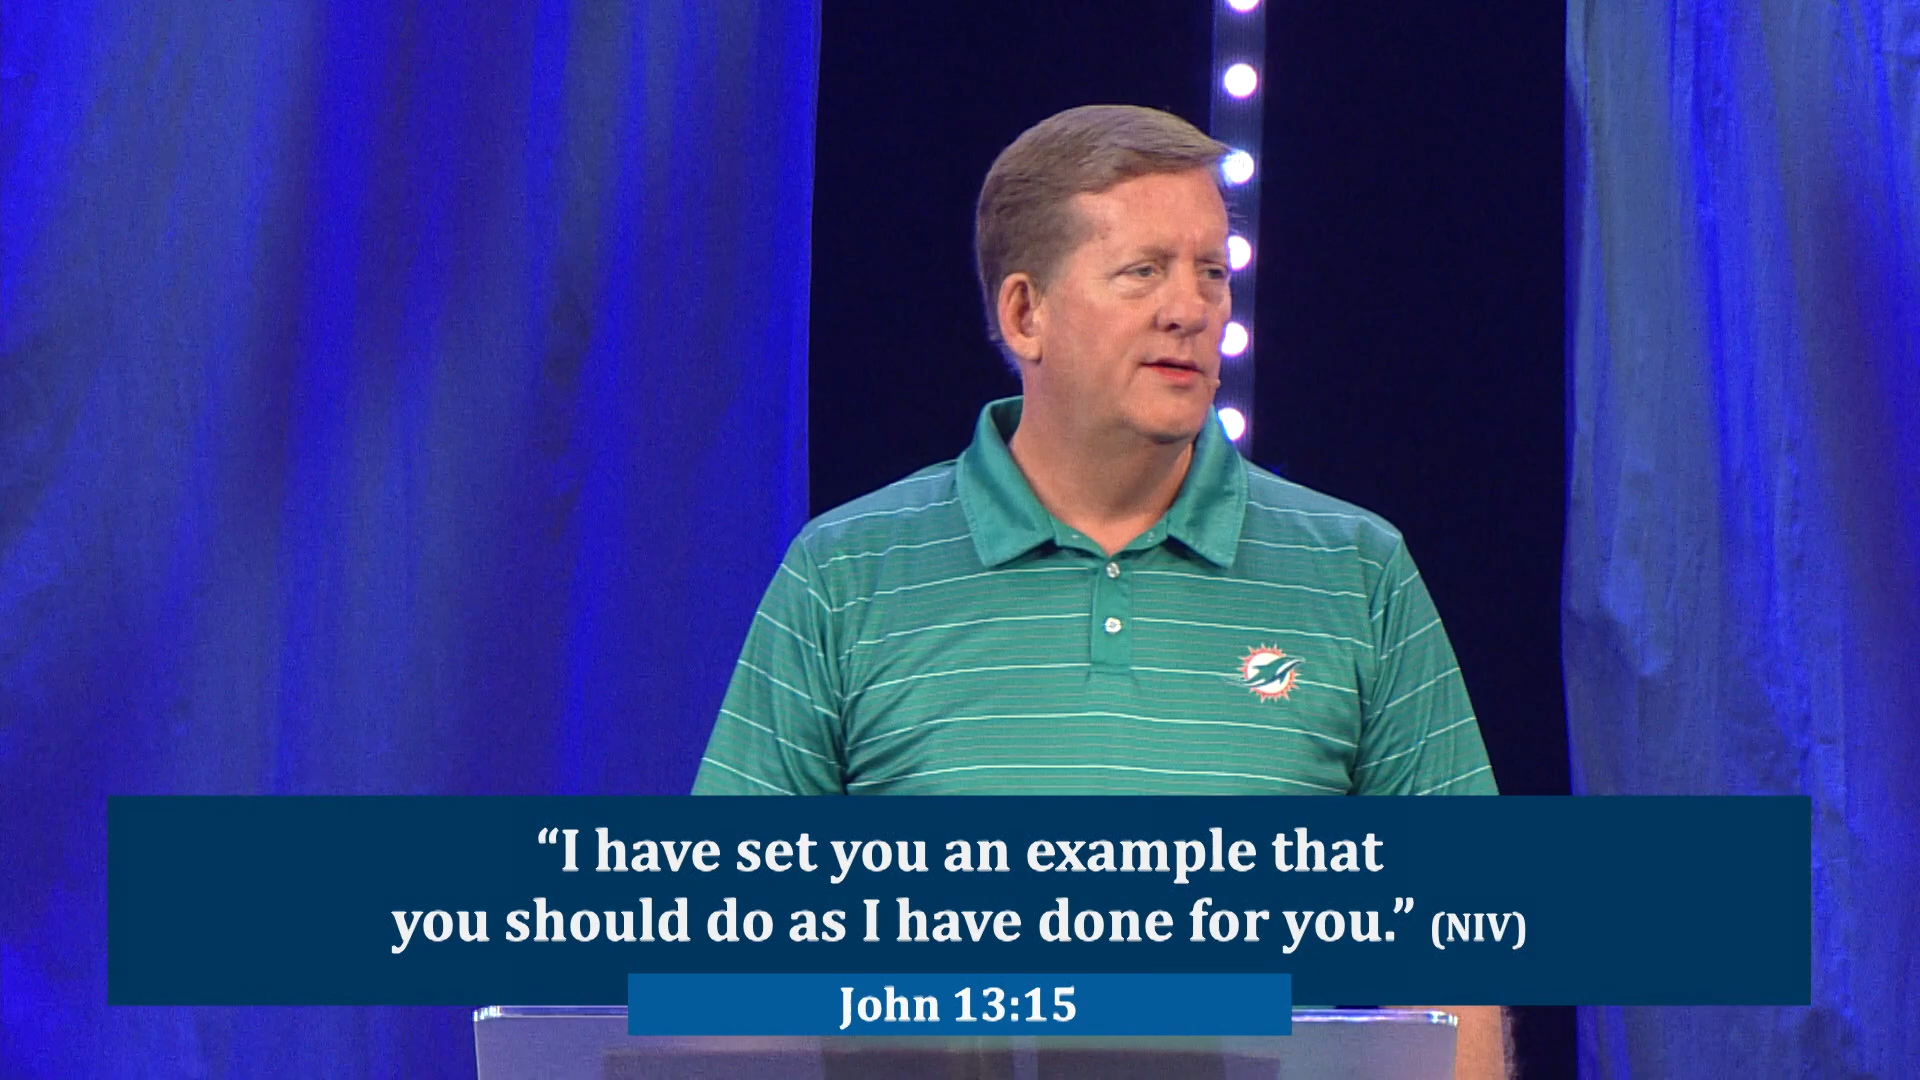 “I have set you an example that
you should do as I have done for you.” (NIV)
John 13:15